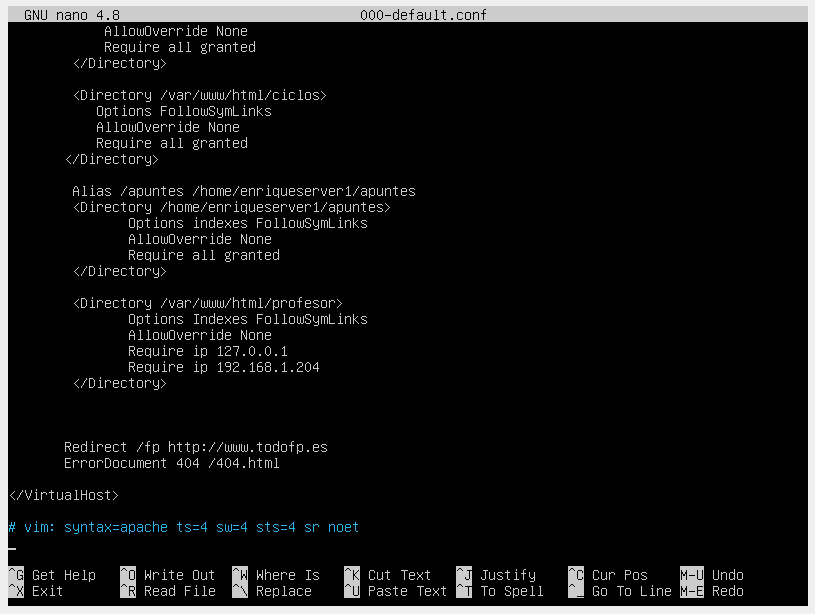 GNU nano 4.8 000-default.conf
AllowOverride None
Require all granted
</Directory>
<Directory /var/www/html/ciclos>
Options FollowSymLinks
AllowOverride None
Require all granted
</Directory>
Alias /apuntes /home/enriqueserver1/apuntes
<Directory /home/enriqueserver1/apuntes>
Options indexes FollowSymLinks
AllowOverride None
Require all granted
</Directory>
<Directory /var/www/html/profesor>
Options Indexes FollowSymLinks
AllowOverride None
Require ip 127.0.0.1
Require ip 192.168.1.204
</Directory>
Redirect /fp http://www.todofp.es
ErrorDocument 404 /404.html
</VirtualHost>
# vim: syntax=apache ts=4 sw=4 sts=4 sr noet
^G Get Help ^O Write Out ^W Where Is ^K Cut Text ^J Justify ^C Cur Pos M-U Undo
^X Exit ^R Read File ^\ Replace ^U Paste Text ^T To Spell ^_ Go To Line M-E Redo